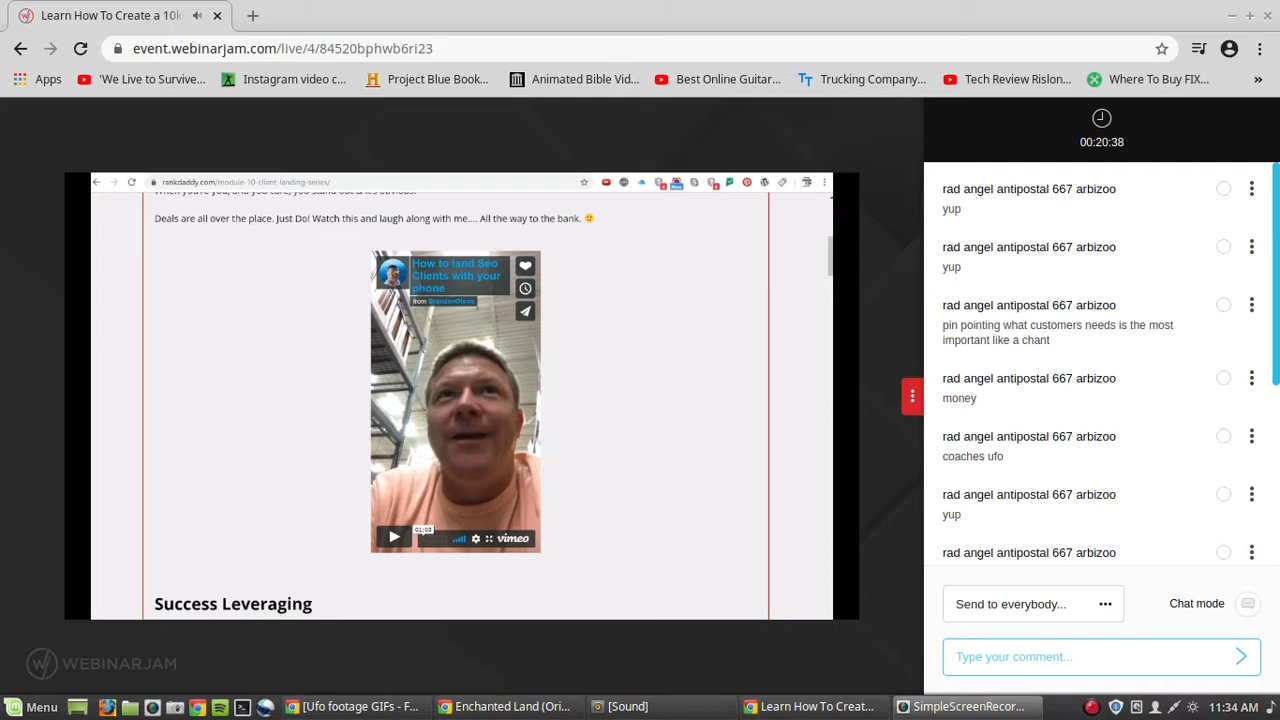 Learn How To Create a 10k
event.webinarjam.com/live/4/84520bphwb6ri23
Apps
'We Live to Survive...
Instagram video c...
Project Blue Book...
Animated Bible Vid...
Best Online Guitar...
Trucking Company...
Tech Review Rislon...
Where To Buy FIX...
»
00:20:38
rankdaddy.com/module-10-client-landing-series/
Deals are all over the place. Just Do! Watch this and laugh along with me.... All the way to the bank. 🙂
How to land Seo
Clients with your
phone
from BrandonOlson
01:03
vimeo
Success Leveraging
WEBINARJAM
rad angel antipostal 667 arbizoo
yup
rad angel antipostal 667 arbizoo
yup
rad angel antipostal 667 arbizoo
pin pointing what customers needs is the most
important like a chant
rad angel antipostal 667 arbizoo
money
rad angel antipostal 667 arbizoo
coaches ufo
rad angel antipostal 667 arbizoo
yup
rad angel antipostal 667 arbizoo
Send to everybody...
Chat mode
Type your comment...
Menu
[Ufo footage GIFs - F...
Enchanted Land (Ori...
[Sound]
Learn How To Create...
SimpleScreenRecor...
11:34 AM